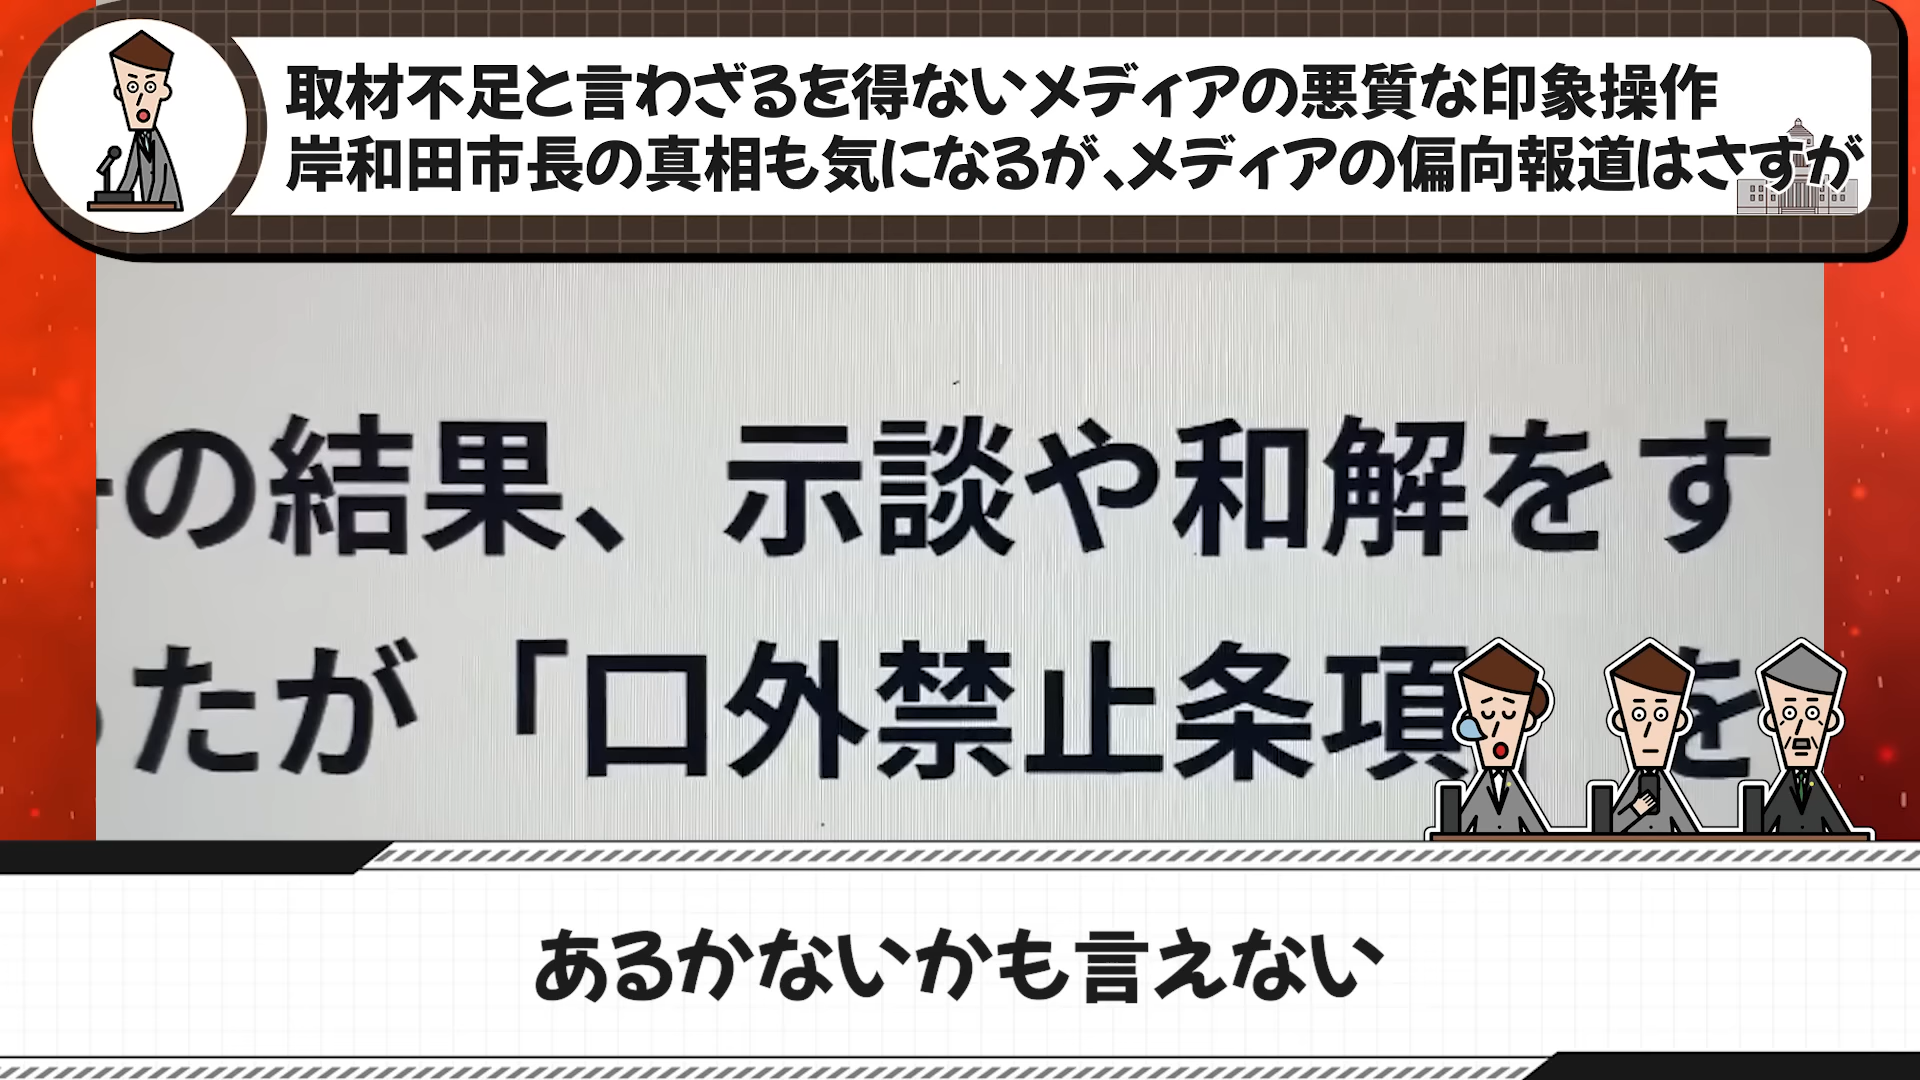 取材不足と言わざるを得ないメディアの悪質な印象操作
岸和田市長の真相も気になるが、メディアの偏向報道はさすが
の結果、示談や和解をす
たが「口外禁止条項」を
あるかないかも言えない